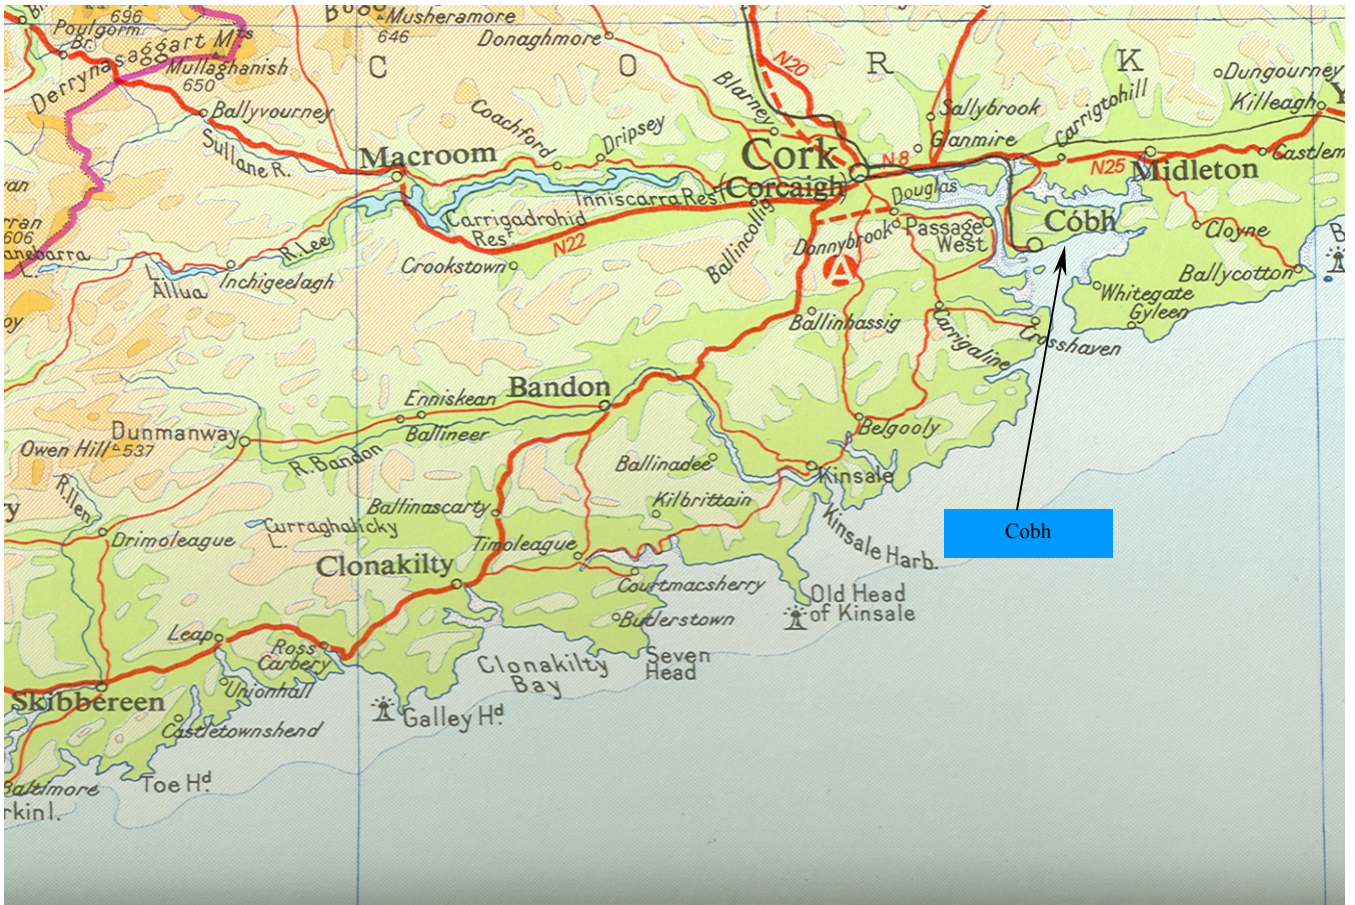 696
Poulgorm
Br.
Derrynasaggart Mts
Mullaghanish
650
Musheramore
646
Donaghmore
C
O
R
K
N20
Blarney
Sallybrook
Glanmire
Carrigtohill
Dungourney
Killeagh
Y
Ballyvourney
Sullane R.
Macroom
Coachford
Dripsey
Cork
(Corcaigh)
N8
N25
Midleton
Castlem
Inniscarra Res.
Carrigadrohid
Res.
N22
Ballincollig
Douglas
Donnybrook
Passage
West
Cóbh
Cloyne
Ballycotton
B
606
R. Lee
L.
Allua
Inchigeelagh
Crookstown
A
Whitegate
Gyleen
Ballinhassig
Carrigaline
Crosshaven
Bandon
Enniskean
Ballineer
Dunmanway
Owen Hill 537
R. Bandon
Belgooly
Ballinadee
Kinsale
R. Ilen
Drimoleague
Curraghalicky
L.
Ballinascarty
Kilbrittain
Kinsale Harb.
Cobh
Timoleague
Clonakilty
Courtmacsherry
Old Head
of Kinsale
Butlerstown
Leap
Ross
Carbery
Clonakilty
Bay
Seven
Head
Skibbereen
Unionhall
Galley Hd.
Castletownshend
Baltimore
Toe Hd.
rkin I.